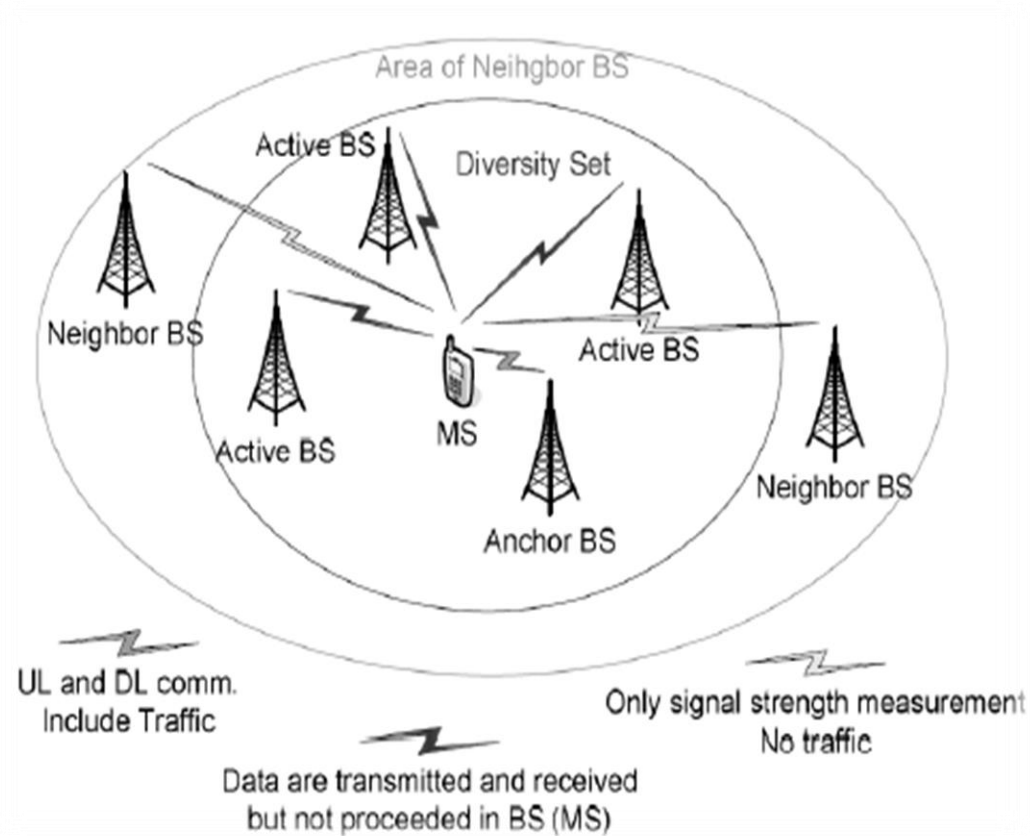 Area of Neihgbor BS
Active BS
Diversity Set
Neighbor BS
Active BS
Active BS
MS
Neighbor BS
Anchor BS
UL and DL comm.
Include Traffic
Only signal strength measurement
No traffic
Data are transmitted and received
but not proceeded in BS (MS)